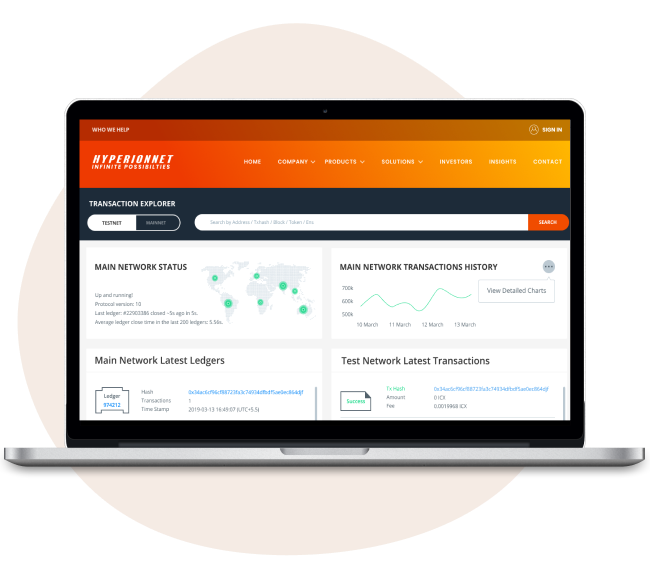 WHO WE HELP
SIGN IN
HYPERIONNET
INFINITE POSSIBILTIES
HOME COMPANY PRODUCTS SOLUTIONS INVESTORS INSIGHTS CONTACT
TRANSACTION EXPLORER
TESTNET MAINNET Search by Address / Txhash / Block / Token / Ens SEARCH
MAIN NETWORK STATUS
Up and running!
Protocol version: 10
Last ledger: #22903386 closed ~5s ago in 5s.
Average ledger close time in the last 200 ledgers: 5.56s.
MAIN NETWORK TRANSACTIONS HISTORY
View Detailed Charts
700k
600k
500k
10 March 11 March 12 March 13 March
Main Network Latest Ledgers
Ledger
974212
Hash 0x34ac6cf96cf88723fa3c74934dfbdf5ae0ec864djf
Transactions 1
Time Stamp 2019-03-13 16:49:07 (UTC+5.5)
Test Network Latest Transactions
Success
Tx Hash 0x34ac6cf96cf88723fa3c74934dfbdf5ae0ec864djf
Amount 0 ICX
Fee 0.0019968 ICX